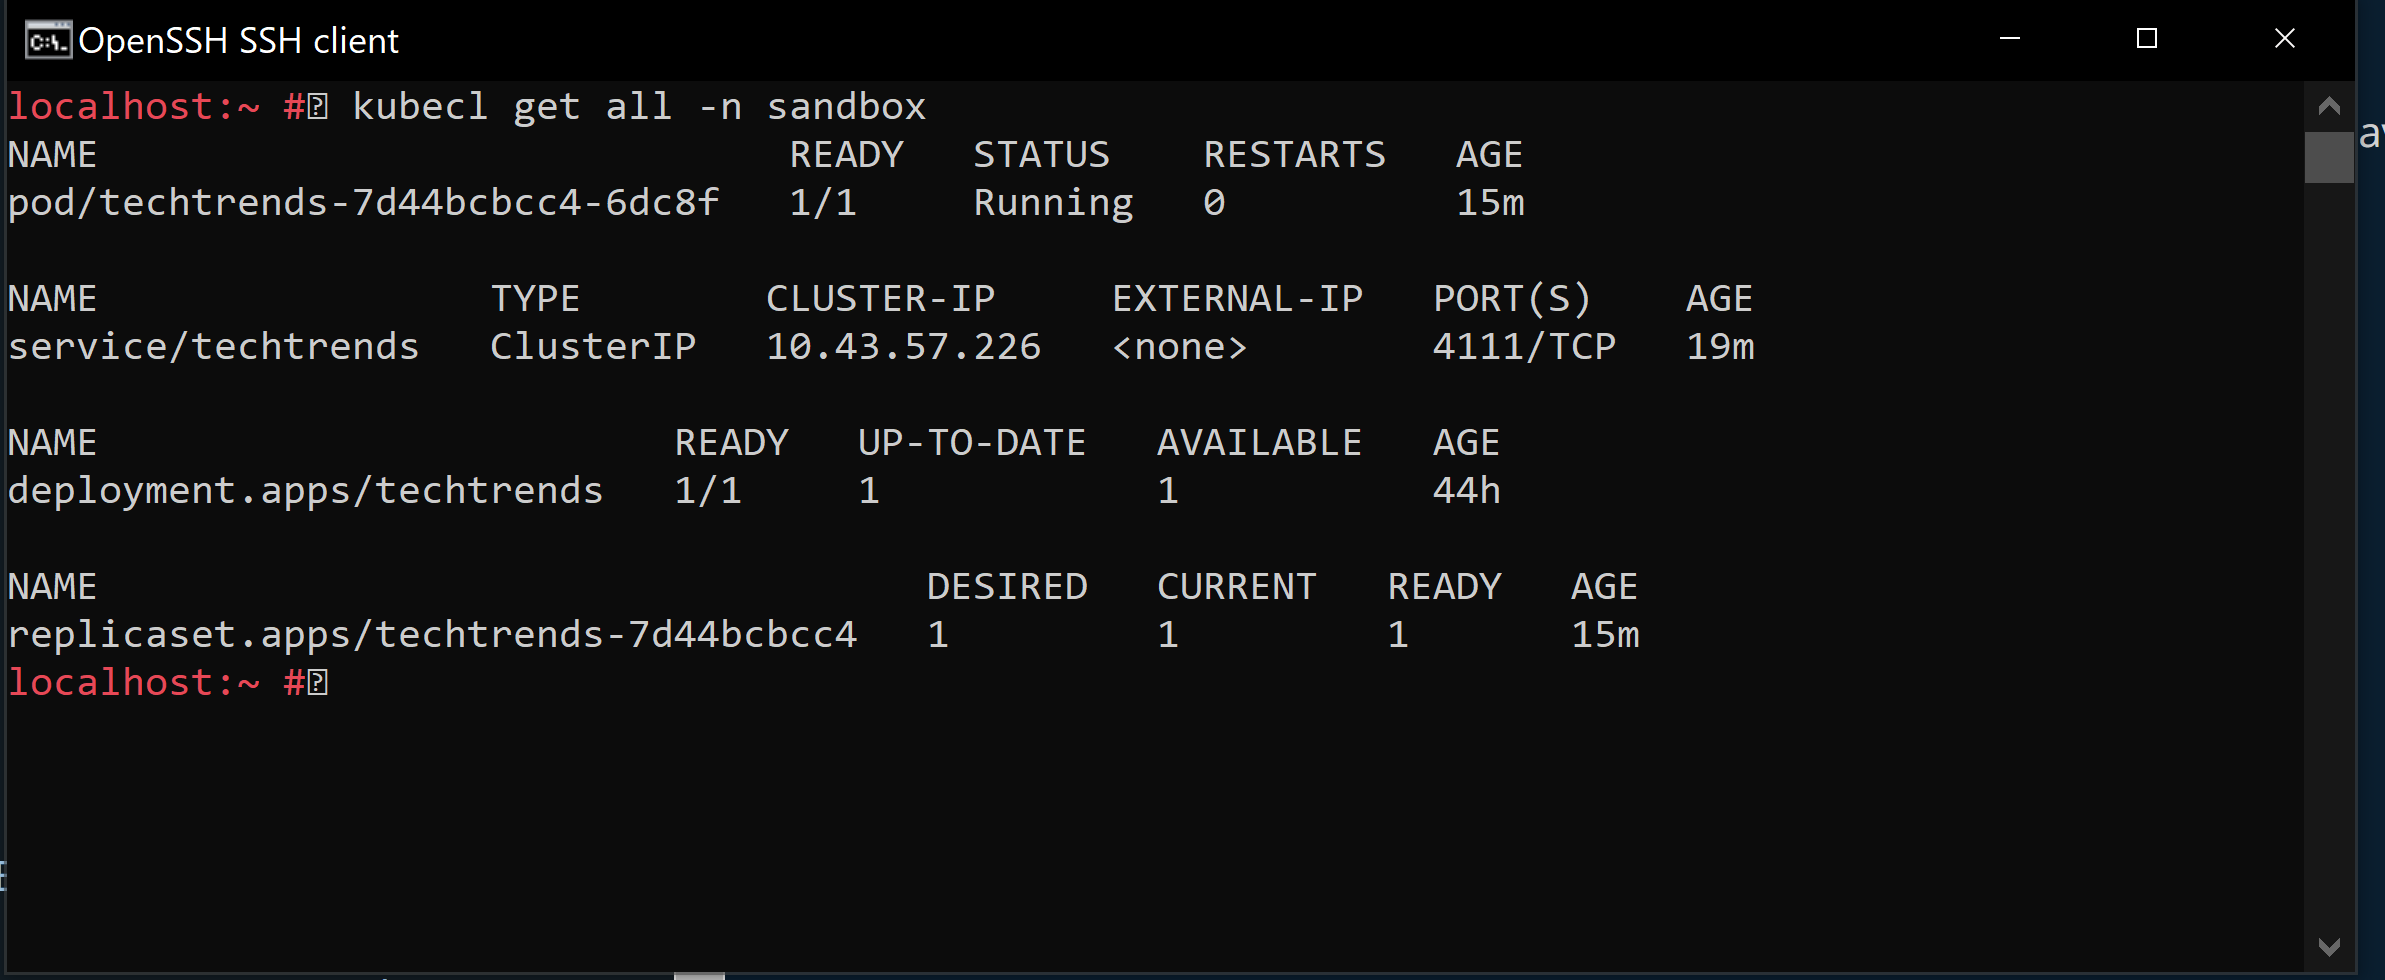 OpenSSH SSH client
localhost:~ # kubecl get all -n sandbox
NAME                              READY   STATUS    RESTARTS   AGE
pod/techtrends-7d44bcbcc4-6dc8f   1/1     Running   0          15m

NAME                 TYPE        CLUSTER-IP     EXTERNAL-IP   PORT(S)    AGE
service/techtrends   ClusterIP   10.43.57.226   <none>        4111/TCP   19m

NAME                         READY   UP-TO-DATE   AVAILABLE   AGE
deployment.apps/techtrends   1/1     1            1           44h

NAME                                    DESIRED   CURRENT   READY   AGE
replicaset.apps/techtrends-7d44bcbcc4   1         1         1       15m
localhost:~ #